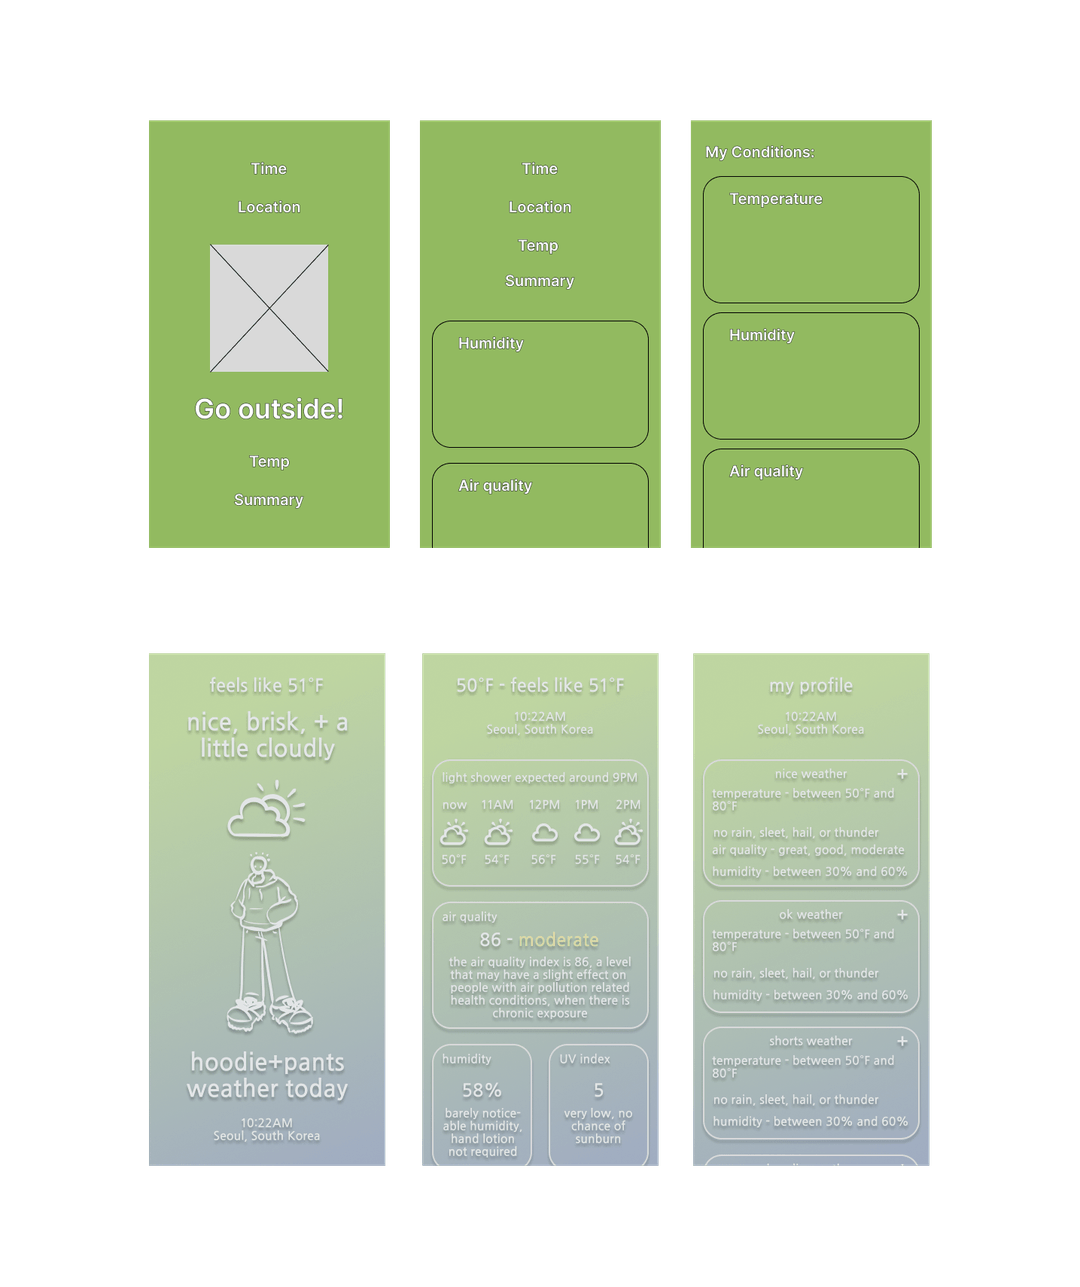 Time
Location
Go outside!
Temp
Summary
Time
Location
Temp
Summary
Humidity
Air quality
My Conditions:
Temperature
Humidity
Air quality
feels like 51°F
nice, brisk, + a
little cloudly
hoodie+pants
weather today
10:22AM
Seoul, South Korea
50°F - feels like 51°F
10:22AM
Seoul, South Korea
light shower expected around 9PM
now 11AM 12PM 1PM 2PM
50°F 54°F 56°F 55°F 54°F
air quality
86 - moderate
the air quality index is 86, a level
that may have a slight effect on
people with air pollution related
health conditions, when there is
chronic exposure
humidity
58%
barely notice-
able humidity,
hand lotion
not required
UV index
5
very low, no
chance of
sunburn
my profile
10:22AM
Seoul, South Korea
nice weather +
temperature - between 50°F and
80°F
no rain, sleet, hail, or thunder
air quality - great, good, moderate
humidity - between 30% and 60%
ok weather +
temperature - between 50°F and
80°F
no rain, sleet, hail, or thunder
humidity - between 30% and 60%
shorts weather +
temperature - between 50°F and
80°F
no rain, sleet, hail, or thunder
humidity - between 30% and 60%